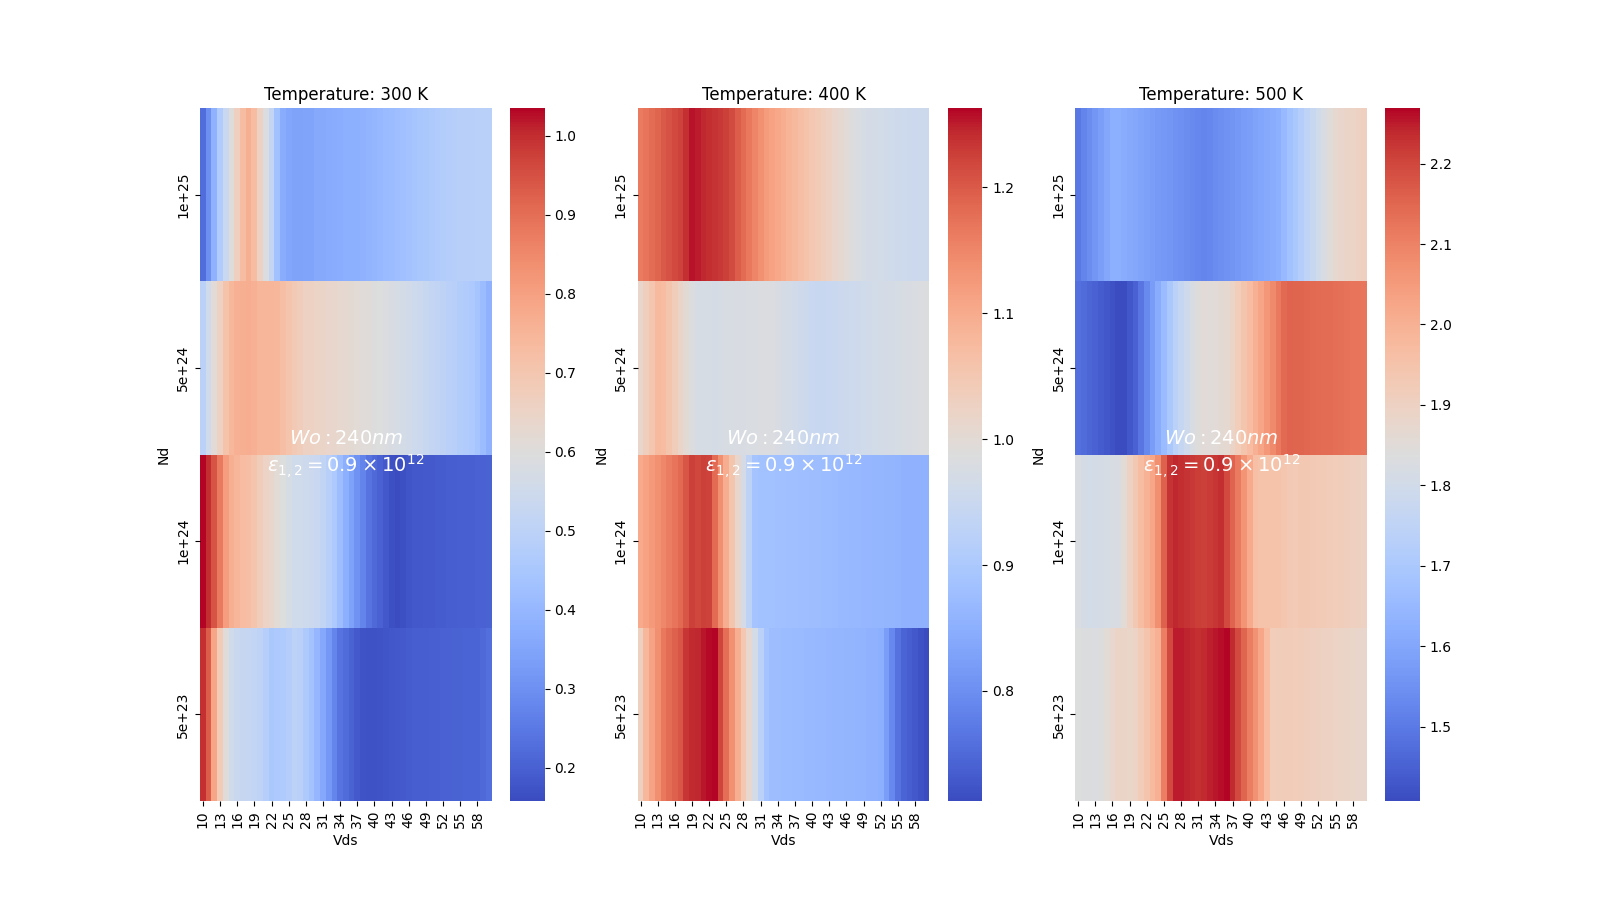 Temperature: 300 K
Nd
1e+25
5e+24
1e+24
5e+23
Wo : 240nm
ε1, 2 = 0.9 × 10^12
10 13 16 19 22 25 28 31 34 37 40 43 46 49 52 55 58
Vds
1.0
0.9
0.8
0.7
0.6
0.5
0.4
0.3
0.2
Temperature: 400 K
Nd
1e+25
5e+24
1e+24
5e+23
Wo : 240nm
ε1, 2 = 0.9 × 10^12
10 13 16 19 22 25 28 31 34 37 40 43 46 49 52 55 58
Vds
1.2
1.1
1.0
0.9
0.8
Temperature: 500 K
Nd
1e+25
5e+24
1e+24
5e+23
Wo : 240nm
ε1, 2 = 0.9 × 10^12
10 13 16 19 22 25 28 31 34 37 40 43 46 49 52 55 58
Vds
2.2
2.1
2.0
1.9
1.8
1.7
1.6
1.5